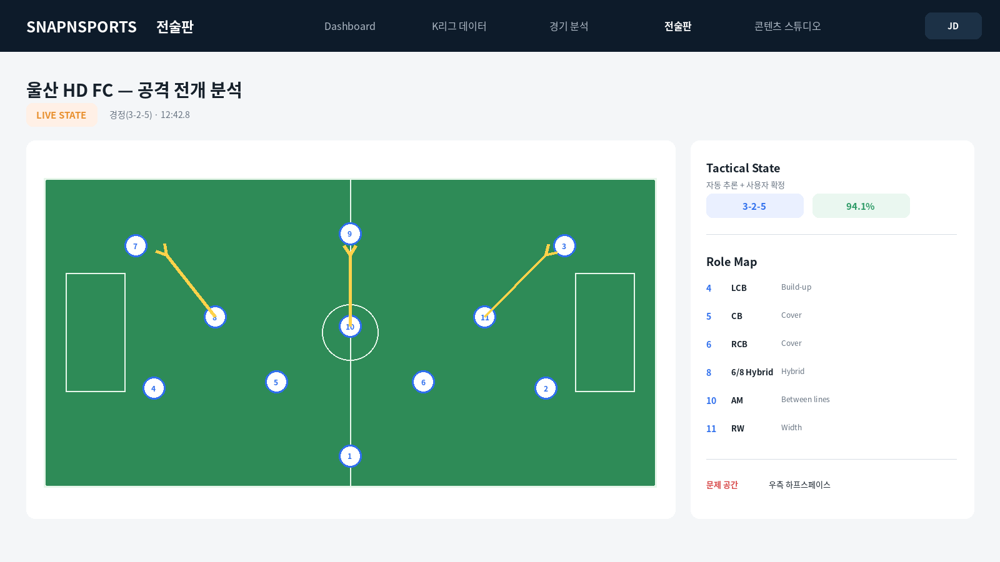 SNAPNSPORTS 전술판 Dashboard K리그 데이터 경기 분석 전술판 콘텐츠 스튜디오 JD
울산 HD FC — 공격 전개 분석
LIVE STATE 경정(3-2-5) · 12:42.8
7
9
3
8
10
11
4
5
6
2
1
Tactical State
자동 추론 + 사용자 확정
3-2-5 94.1%
Role Map
4 LCB Build-up
5 CB Cover
6 RCB Cover
8 6/8 Hybrid Hybrid
10 AM Between lines
11 RW Width
문제 공간 우측 하프스페이스